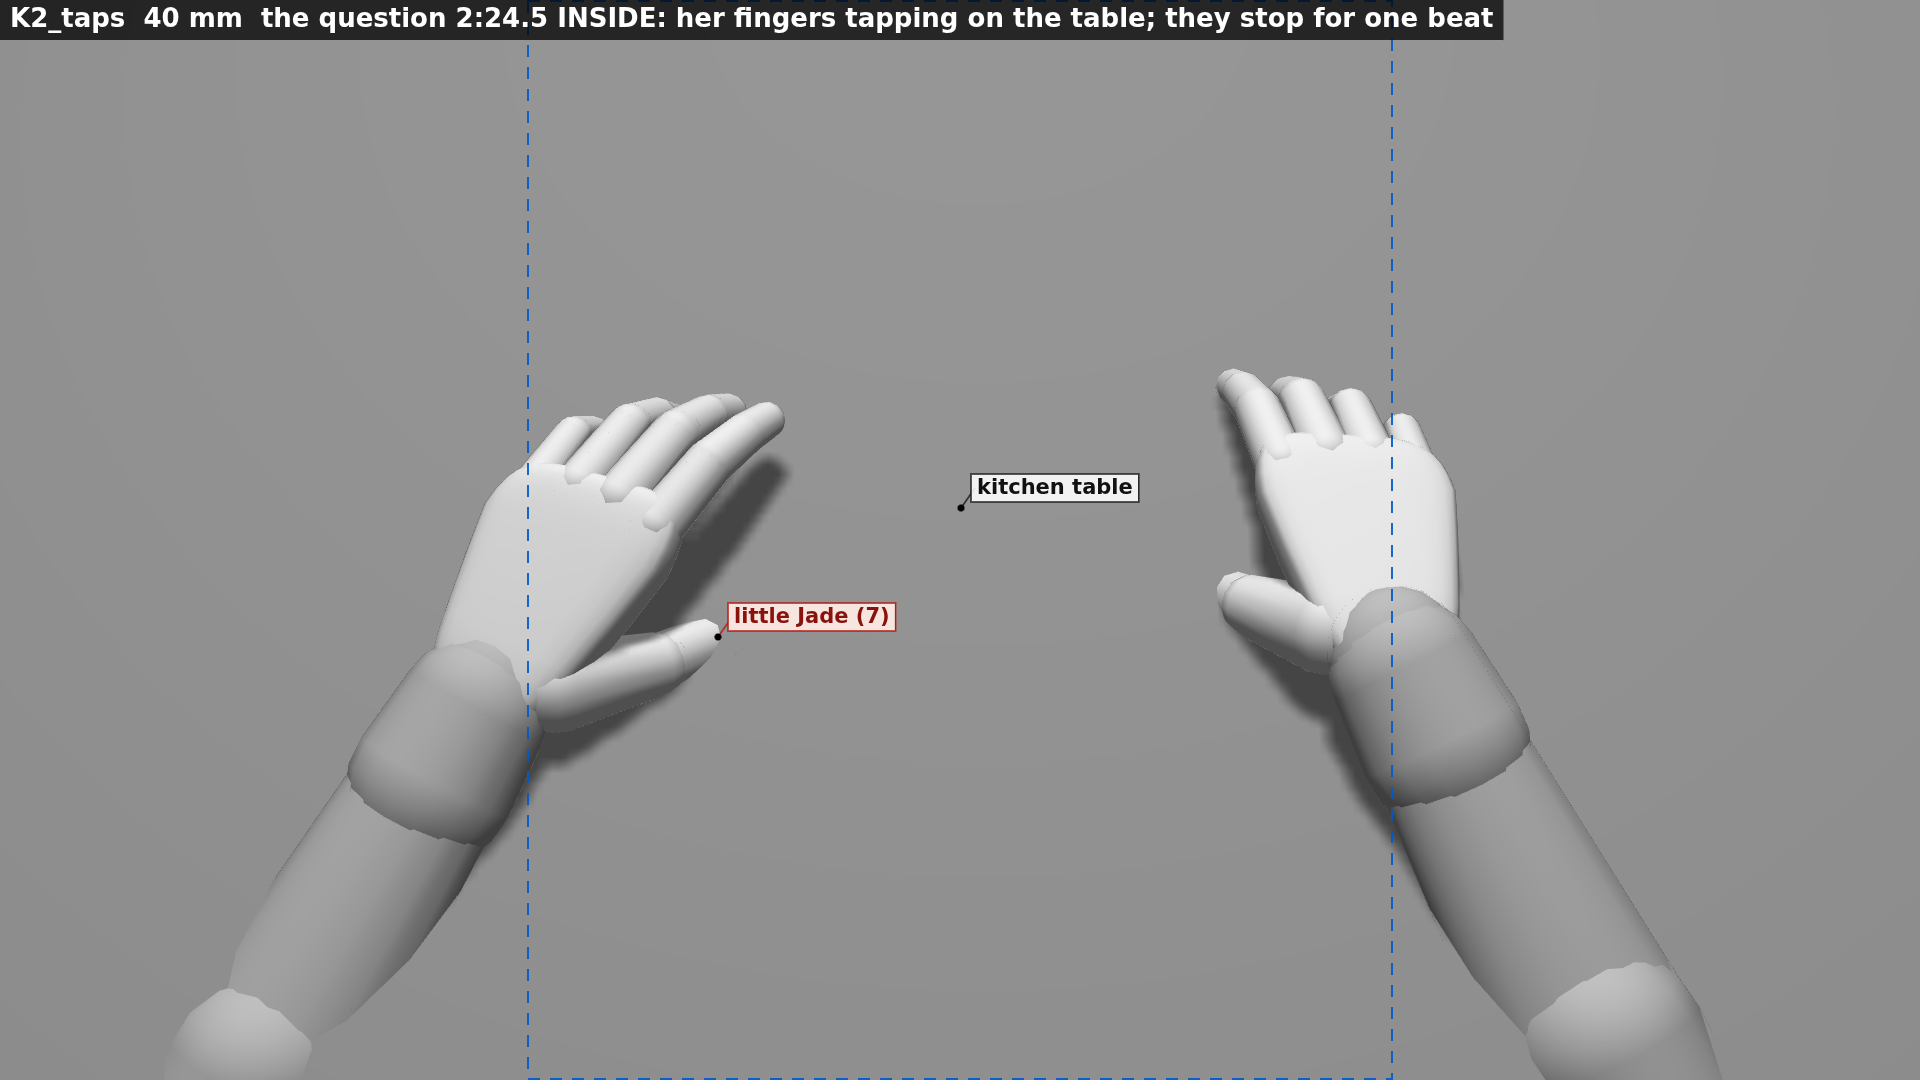 K2_taps  40 mm  the question 2:24.5 INSIDE: her fingers tapping on the table; they stop for one beat
kitchen table
little Jade (7)